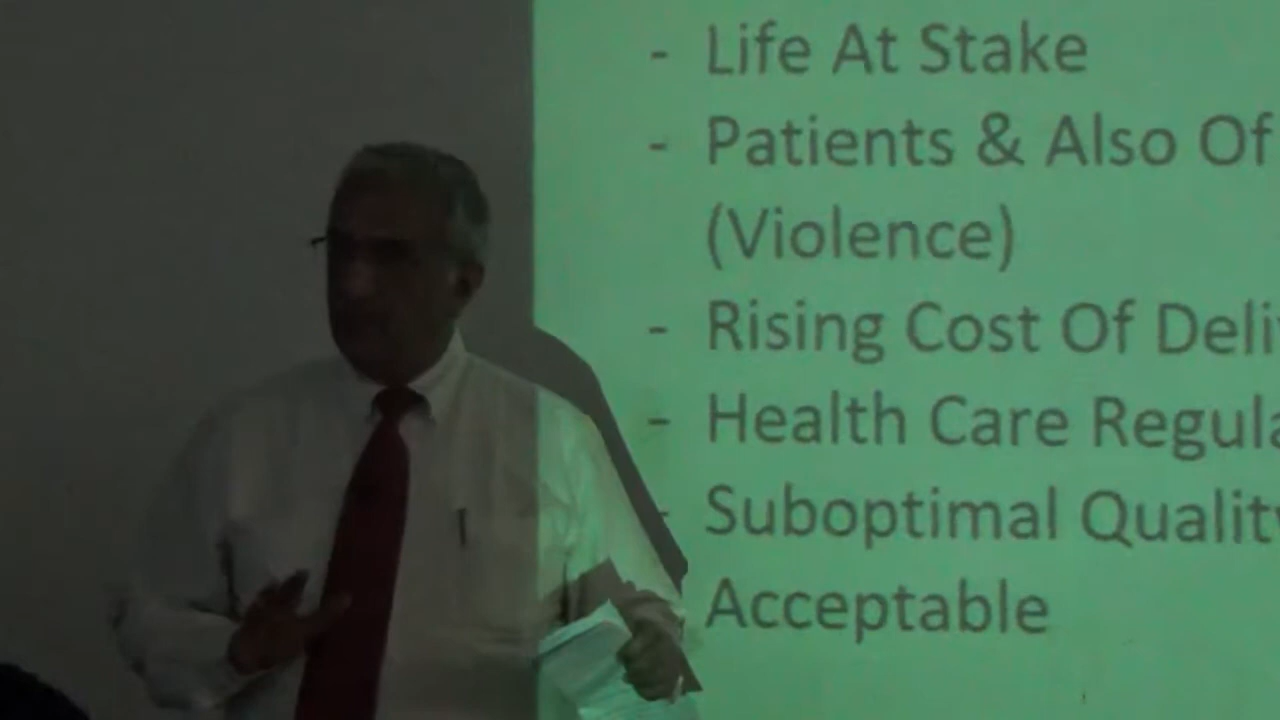 - Life At Stake
- Patients & Also Of
(Violence)
- Rising Cost Of
- Health Care
- Suboptimal
Acceptable